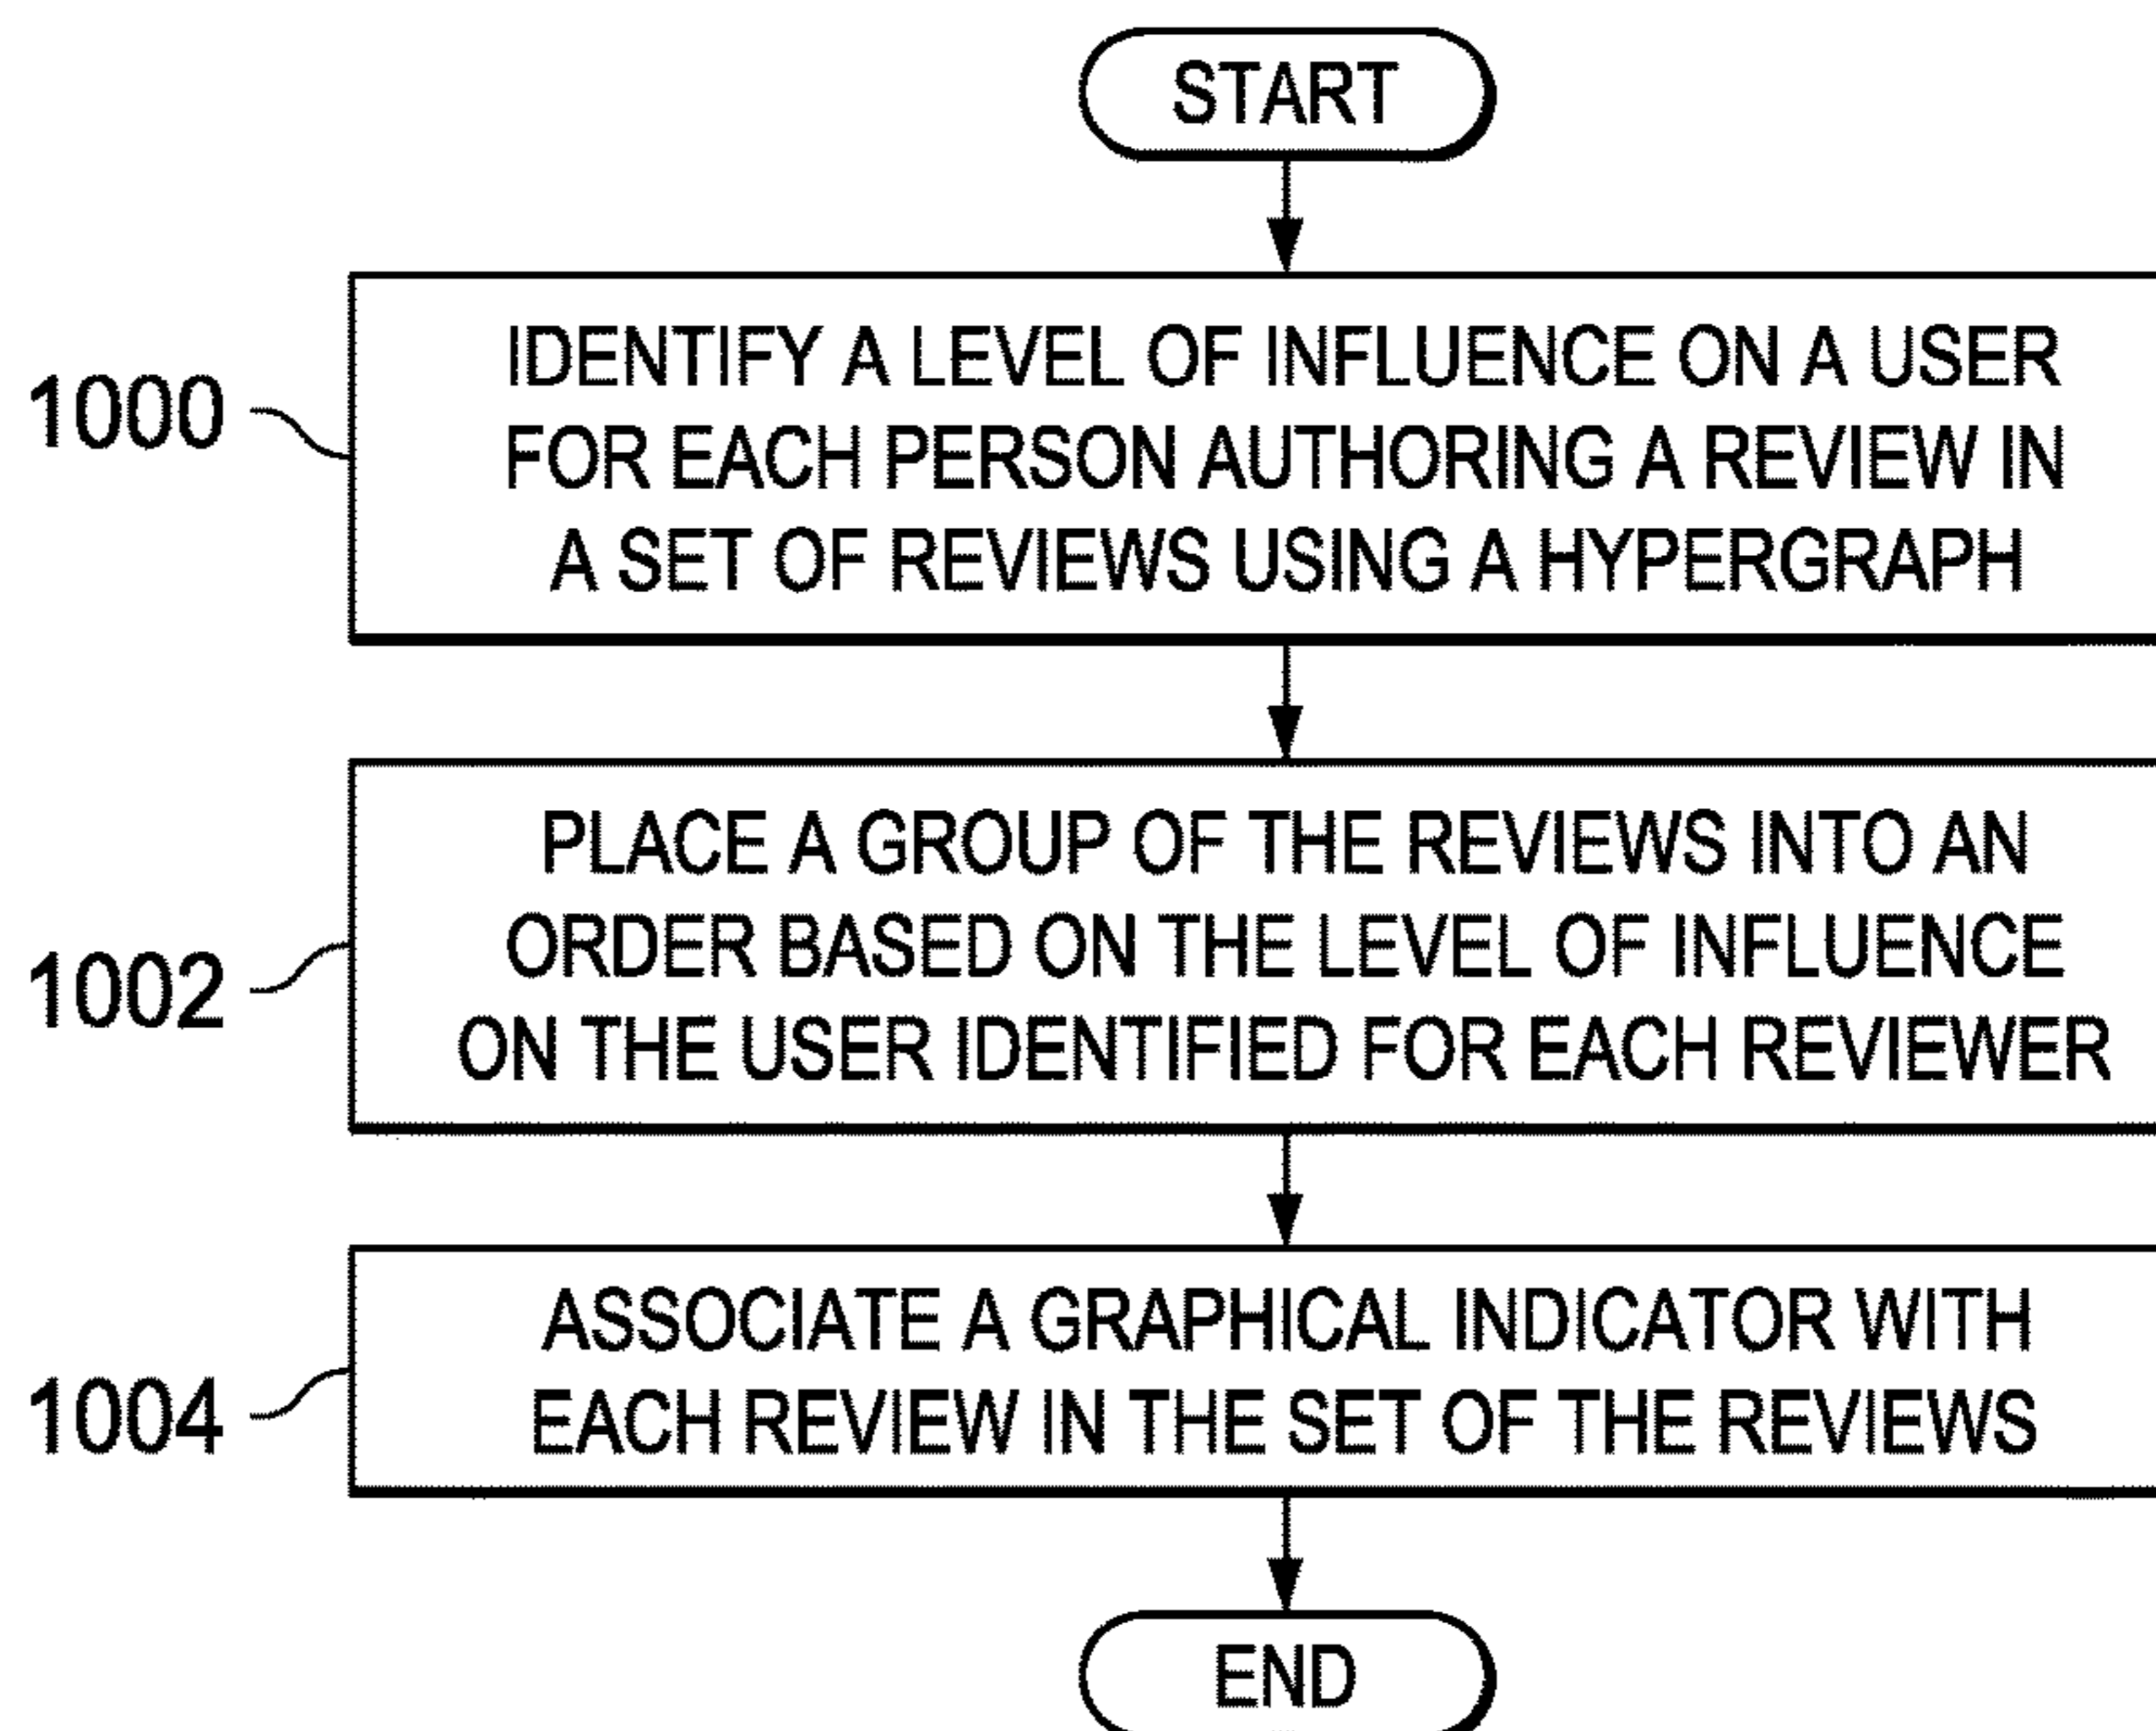 START
1000
IDENTIFY A LEVEL OF INFLUENCE ON A USER
FOR EACH PERSON AUTHORING A REVIEW IN
A SET OF REVIEWS USING A HYPERGRAPH
1002
PLACE A GROUP OF THE REVIEWS INTO AN
ORDER BASED ON THE LEVEL OF INFLUENCE
ON THE USER IDENTIFIED FOR EACH REVIEWER
1004
ASSOCIATE A GRAPHICAL INDICATOR WITH
EACH REVIEW IN THE SET OF THE REVIEWS
END